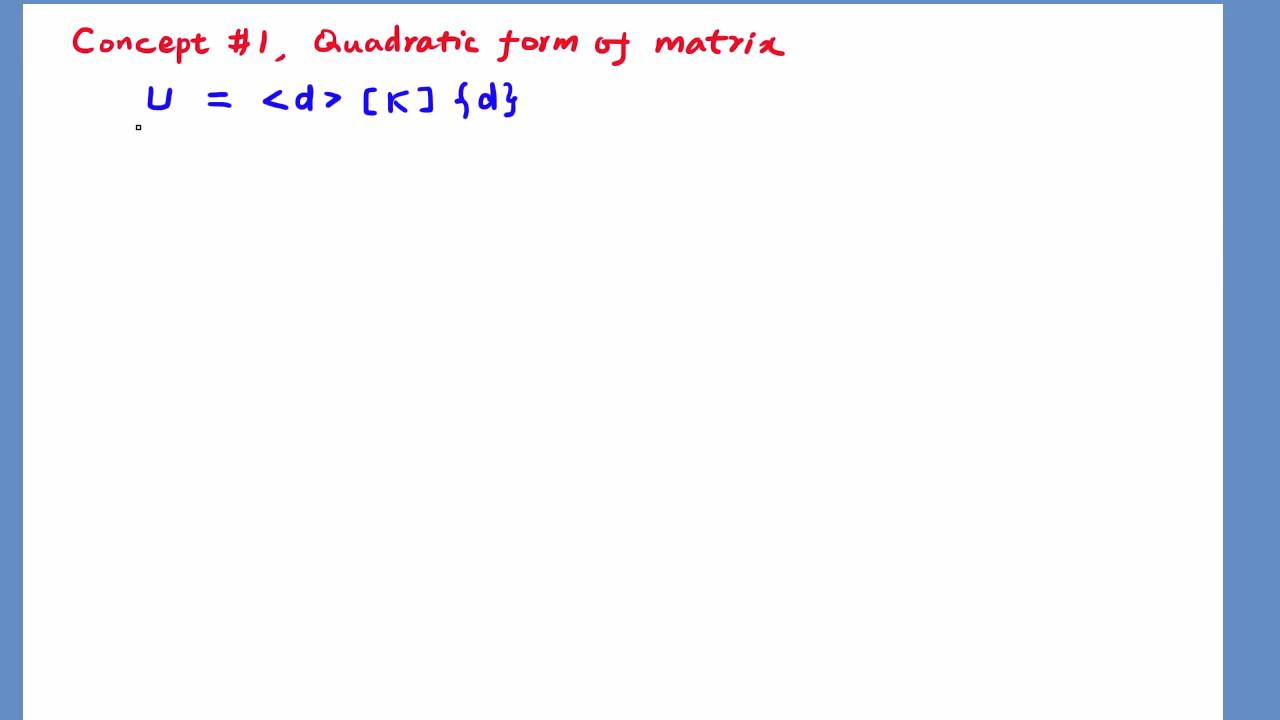 Concept #1, Quadratic form of matrix
U = <d> [K] {d}